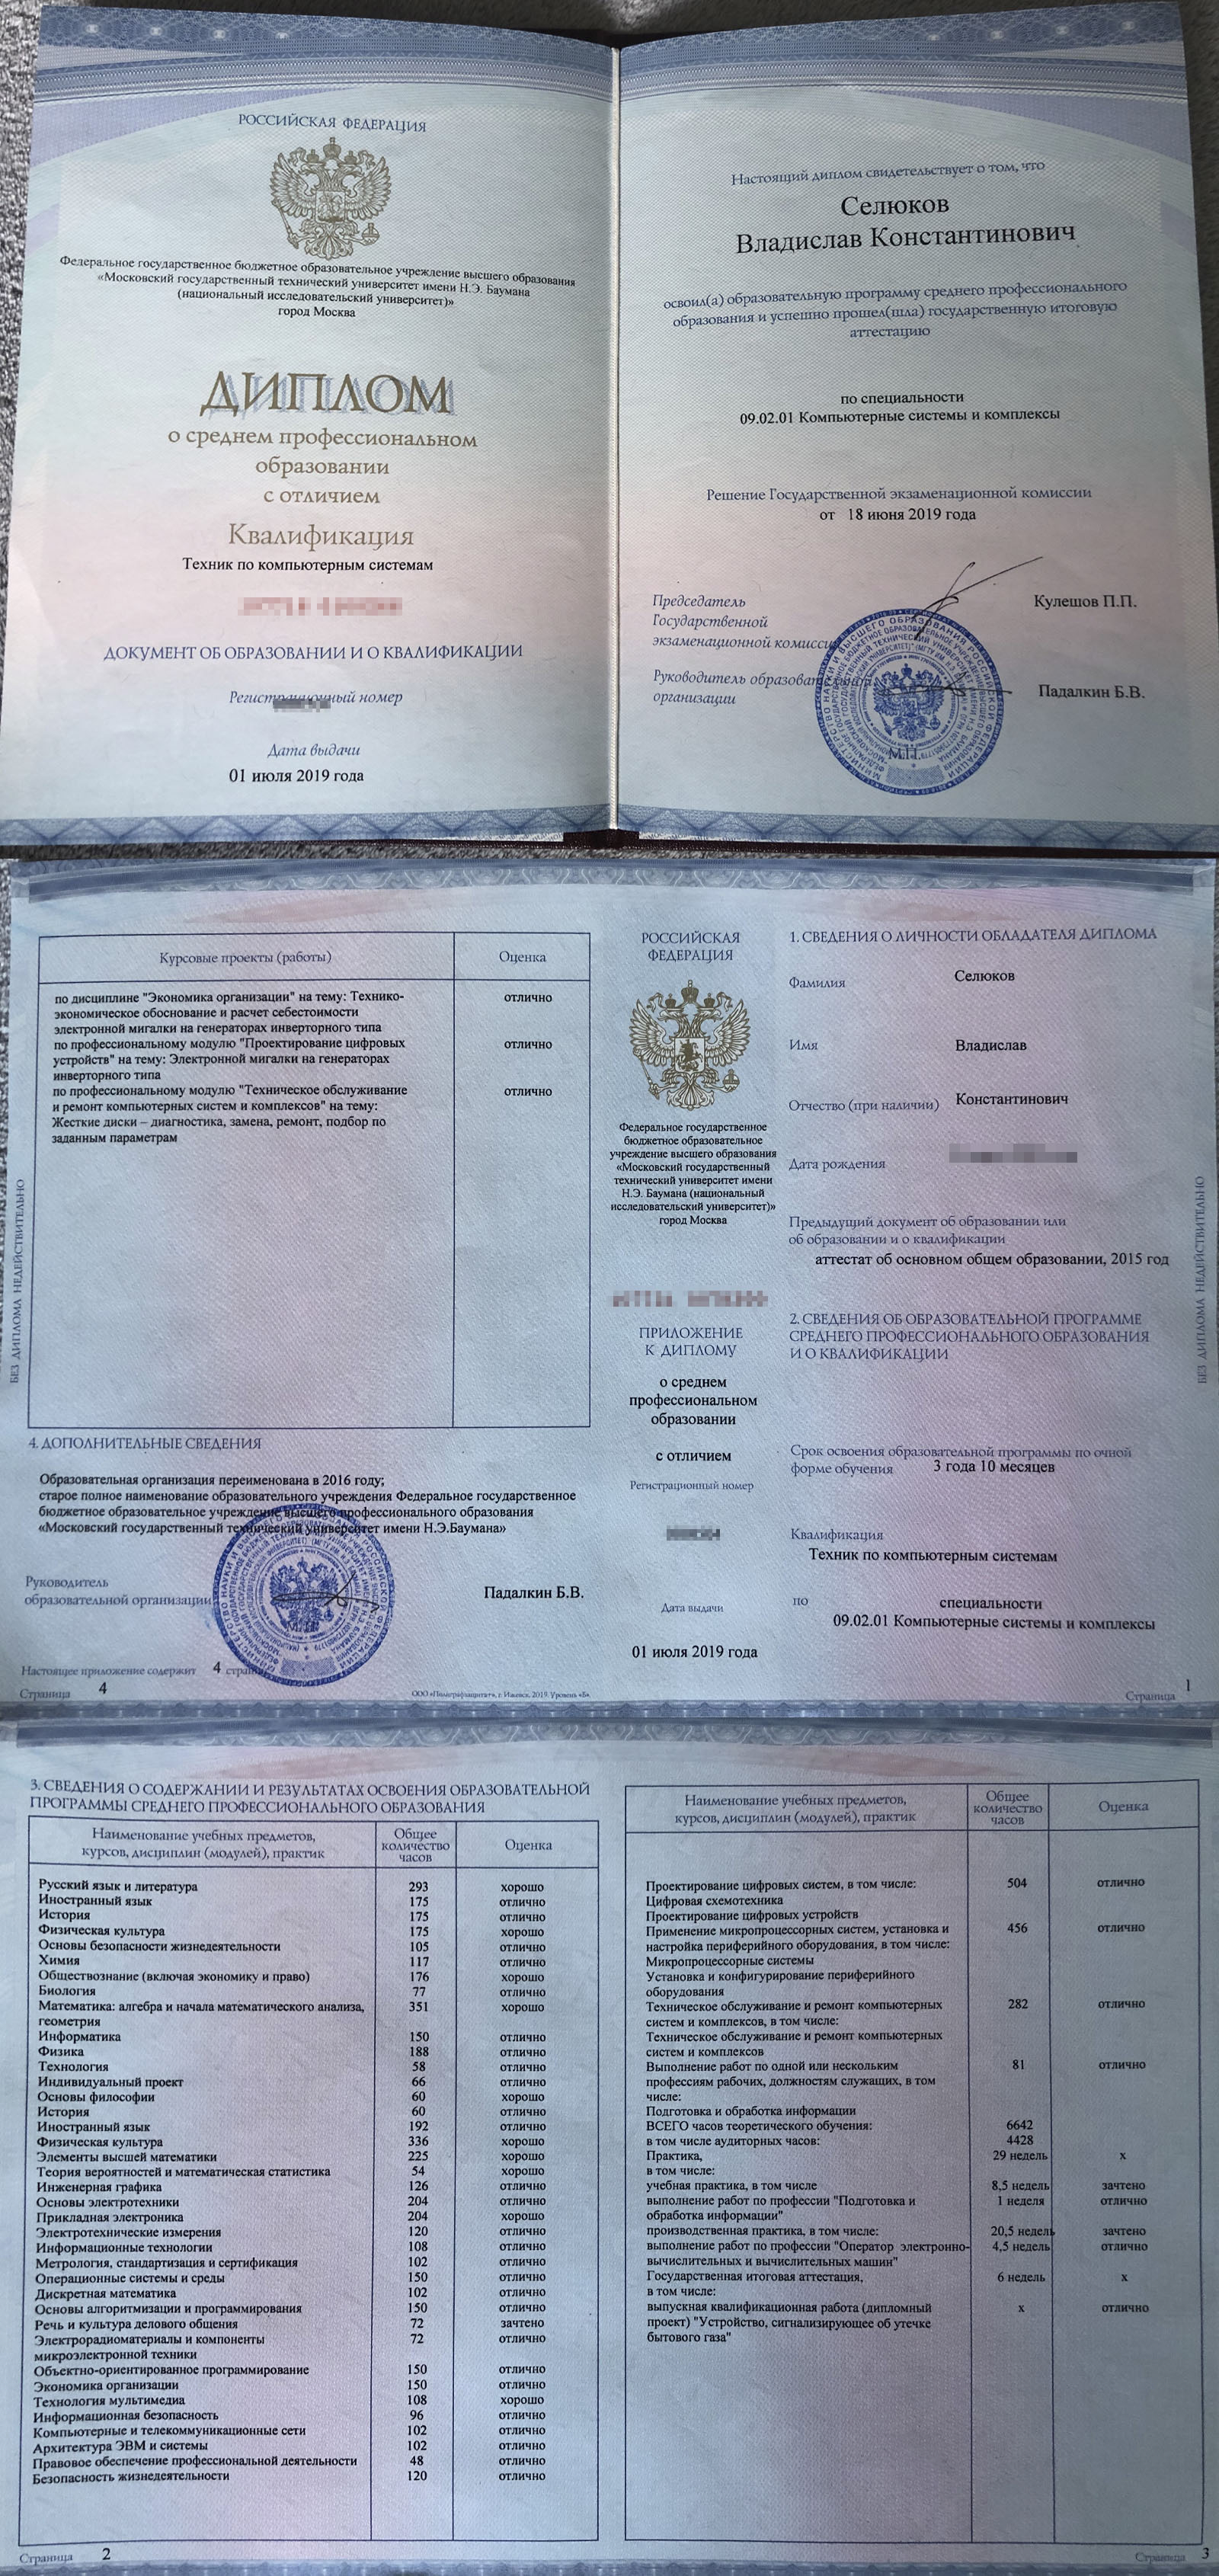 РОССИЙСКАЯ ФЕДЕРАЦИЯ
Федеральное государственное бюджетное образовательное учреждение высшего образования
«Московский государственный технический университет имени Н.Э. Баумана
(национальный исследовательский университет)»
город Москва
ДИПЛОМ
о среднем профессиональном
образовании
с отличием
Квалификация
Техник по компьютерным системам
ДОКУМЕНТ ОБ ОБРАЗОВАНИИ И О КВАЛИФИКАЦИИ
Регистрационный номер
Дата выдачи
01 июля 2019 года
Настоящий диплом свидетельствует о том, что
Селюков
Владислав Константинович
освоил(а) образовательную программу среднего профессионального
образования и успешно прошел(шла) государственную итоговую
аттестацию
по специальности
09.02.01 Компьютерные системы и комплексы
Решение Государственной экзаменационной комиссии
от 18 июня 2019 года
Председатель
Государственной
экзаменационной комиссии
Кулешов П.П.
Руководитель образовательной
организации
Падалкин Б.В.
М.П.
Курсовые проекты (работы) Оценка
по дисциплине "Экономика организации" на тему: Технико- отлично
экономическое обоснование и расчет себестоимости
электронной мигалки на генераторах инверторного типа
по профессиональному модулю "Проектирование цифровых отлично
устройств" на тему: Электронной мигалки на генераторах
инверторного типа
по профессиональному модулю "Техническое обслуживание отлично
и ремонт компьютерных систем и комплексов" на тему:
Жесткие диски – диагностика, замена, ремонт, подбор по
заданным параметрам
БЕЗ ДИПЛОМА НЕДЕЙСТВИТЕЛЬНО
4. ДОПОЛНИТЕЛЬНЫЕ СВЕДЕНИЯ
Образовательная организация переименована в 2016 году;
старое полное наименование образовательного учреждения Федеральное государственное
бюджетное образовательное учреждение высшего профессионального образования
«Московский государственный технический университет имени Н.Э.Баумана»
Руководитель
образовательной организации
Падалкин Б.В.
Настоящее приложение содержит 4 страниц
Страница 4
ООО «Полиграфзащита», г. Ижевск, 2019. Уровень «Б»
РОССИЙСКАЯ
ФЕДЕРАЦИЯ
Федеральное государственное
бюджетное образовательное
учреждение высшего образования
«Московский государственный
технический университет имени
Н.Э. Баумана (национальный
исследовательский университет)»
город Москва
ПРИЛОЖЕНИЕ
К ДИПЛОМУ
о среднем
профессиональном
образовании
с отличием
Регистрационный номер
Дата выдачи
01 июля 2019 года
1. СВЕДЕНИЯ О ЛИЧНОСТИ ОБЛАДАТЕЛЯ ДИПЛОМА
Фамилия Селюков
Имя Владислав
Отчество (при наличии) Константинович
Дата рождения
Предыдущий документ об образовании или
об образовании и о квалификации
аттестат об основном общем образовании, 2015 год
2. СВЕДЕНИЯ ОБ ОБРАЗОВАТЕЛЬНОЙ ПРОГРАММЕ
СРЕДНЕГО ПРОФЕССИОНАЛЬНОГО ОБРАЗОВАНИЯ
И О КВАЛИФИКАЦИИ
Срок освоения образовательной программы по очной
форме обучения 3 года 10 месяцев
Квалификация
Техник по компьютерным системам
по специальности
09.02.01 Компьютерные системы и комплексы
БЕЗ ДИПЛОМА НЕДЕЙСТВИТЕЛЬНО
Страница 1
3. СВЕДЕНИЯ О СОДЕРЖАНИИ И РЕЗУЛЬТАТАХ ОСВОЕНИЯ ОБРАЗОВАТЕЛЬНОЙ
ПРОГРАММЫ СРЕДНЕГО ПРОФЕССИОНАЛЬНОГО ОБРАЗОВАНИЯ
Наименование учебных предметов,
курсов, дисциплин (модулей), практик
Общее
количество
часов
Оценка
Русский язык и литература 293 хорошо
Иностранный язык 175 отлично
История 175 отлично
Физическая культура 175 хорошо
Основы безопасности жизнедеятельности 105 отлично
Химия 117 отлично
Обществознание (включая экономику и право) 176 хорошо
Биология 77 отлично
Математика: алгебра и начала математического анализа, 351 хорошо
геометрия
Информатика 150 отлично
Физика 188 отлично
Технология 58 отлично
Индивидуальный проект 66 отлично
Основы философии 60 хорошо
История 60 отлично
Иностранный язык 192 отлично
Физическая культура 336 хорошо
Элементы высшей математики 225 хорошо
Теория вероятностей и математическая статистика 54 хорошо
Инженерная графика 126 отлично
Основы электротехники 204 отлично
Прикладная электроника 204 хорошо
Электротехнические измерения 120 отлично
Информационные технологии 108 отлично
Метрология, стандартизация и сертификация 102 отлично
Операционные системы и среды 150 отлично
Дискретная математика 102 отлично
Основы алгоритмизации и программирования 150 отлично
Речь и культура делового общения 72 зачтено
Электрорадиоматериалы и компоненты 72 отлично
микроэлектронной техники
Объектно-ориентированное программирование 150 отлично
Экономика организации 150 отлично
Технология мультимедиа 108 хорошо
Информационная безопасность 96 отлично
Компьютерные и телекоммуникационные сети 102 отлично
Архитектура ЭВМ и системы 102 отлично
Правовое обеспечение профессиональной деятельности 48 отлично
Безопасность жизнедеятельности 120 отлично
Страница 2
Наименование учебных предметов,
курсов, дисциплин (модулей), практик
Общее
количество
часов
Оценка
Проектирование цифровых систем, в том числе: 504 отлично
Цифровая схемотехника
Проектирование цифровых устройств
Применение микропроцессорных систем, установка и 456 отлично
настройка периферийного оборудования, в том числе:
Микропроцессорные системы
Установка и конфигурирование периферийного
оборудования
Техническое обслуживание и ремонт компьютерных 282 отлично
систем и комплексов, в том числе:
Техническое обслуживание и ремонт компьютерных
систем и комплексов
Выполнение работ по одной или нескольким 81 отлично
профессиям рабочих, должностям служащих, в том
числе:
Подготовка и обработка информации
ВСЕГО часов теоретического обучения: 6642
в том числе аудиторных часов: 4428
Практика, 29 недель х
в том числе:
учебная практика, в том числе 8,5 недель зачтено
выполнение работ по профессии "Подготовка и 1 неделя отлично
обработка информации"
производственная практика, в том числе: 20,5 недель зачтено
выполнение работ по профессии "Оператор электронно- 4,5 недель отлично
вычислительных и вычислительных машин"
Государственная итоговая аттестация, 6 недель х
в том числе:
выпускная квалификационная работа (дипломный х отлично
проект) "Устройство, сигнализирующее об утечке
бытового газа"
Страница 3